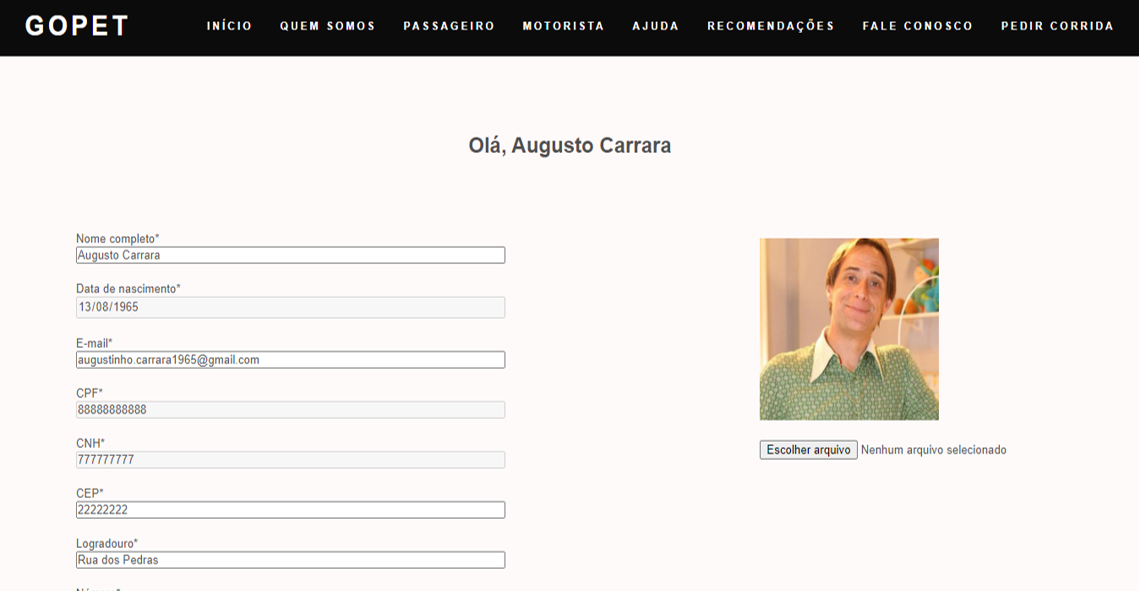 GOPET
INÍCIO QUEM SOMOS PASSAGEIRO MOTORISTA AJUDA RECOMENDAÇÕES FALE CONOSCO PEDIR CORRIDA
Olá, Augusto Carrara
Nome completo*
Augusto Carrara
Data de nascimento*
13/08/1965
E-mail*
augustinho.carrara1965@gmail.com
CPF*
88888888888
CNH*
777777777
CEP*
22222222
Logradouro*
Rua dos Pedras
Escolher arquivo Nenhum arquivo selecionado